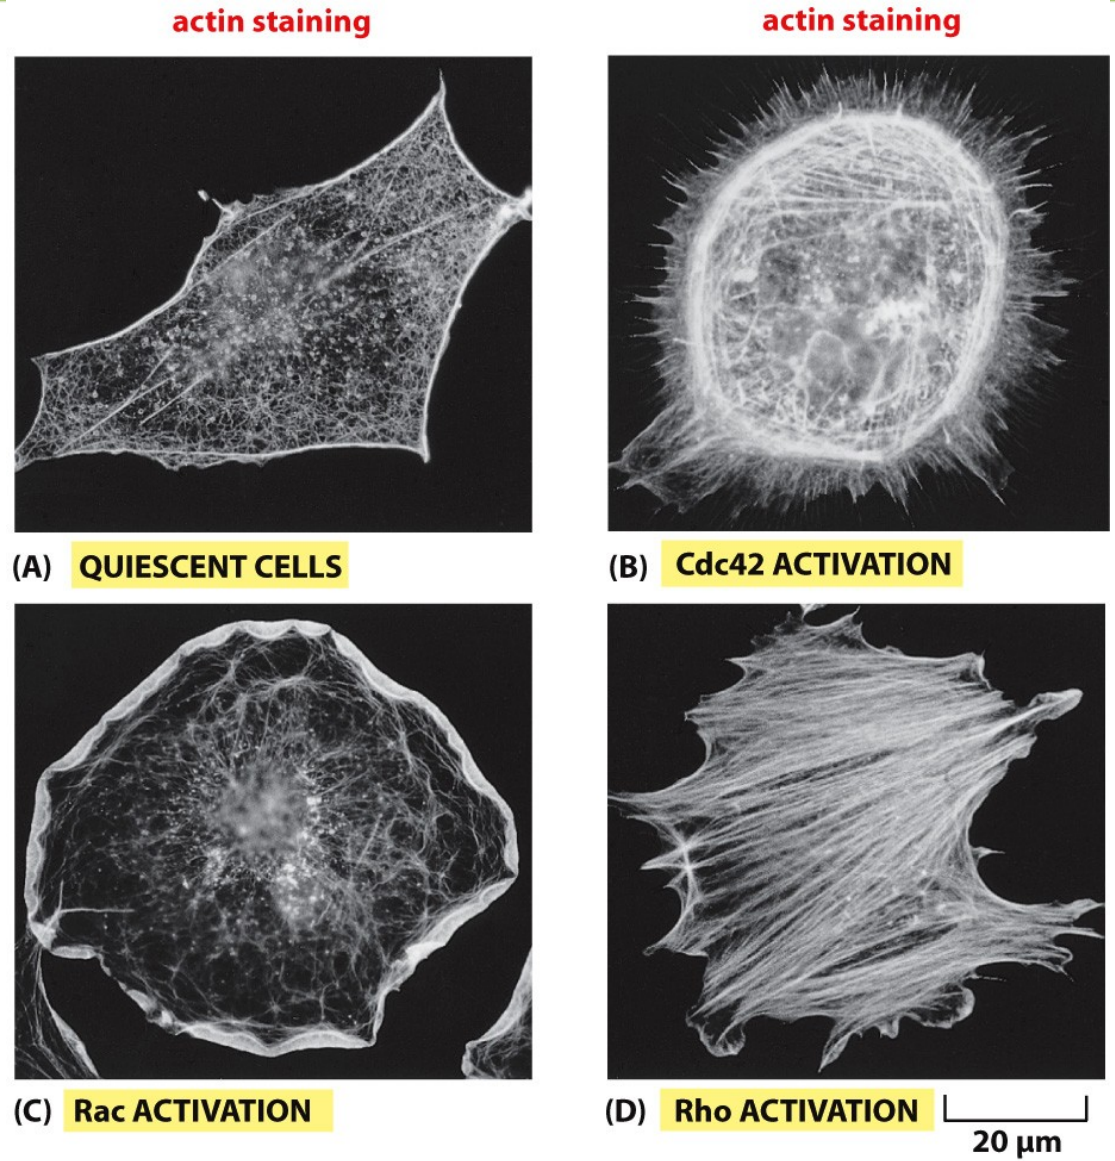 actin staining
actin staining
(A) QUIESCENT CELLS
(B) Cdc42 ACTIVATION
(C) Rac ACTIVATION
(D) Rho ACTIVATION
20 μm